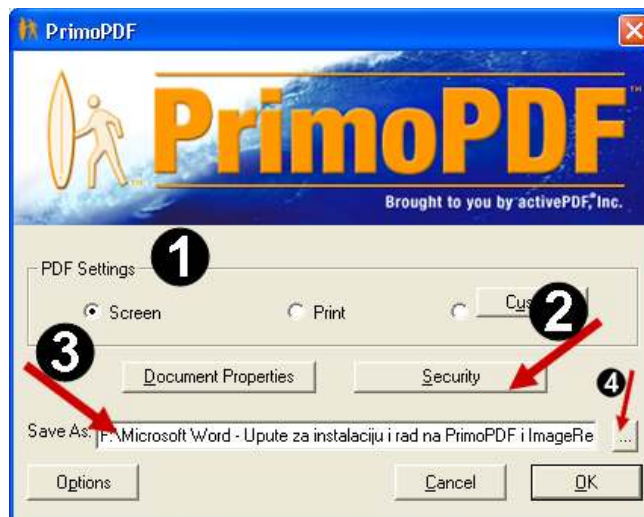 PrimoPDF
PrimoPDF™
Brought to you by activePDF,® Inc.
1
PDF Settings
Screen
Print
2
3
Document Properties
Security
4
Save As: F:\Microsoft Word - Upute za instalaciju i rad na PrimoPDF i ImageRe
...
Options
Cancel
OK